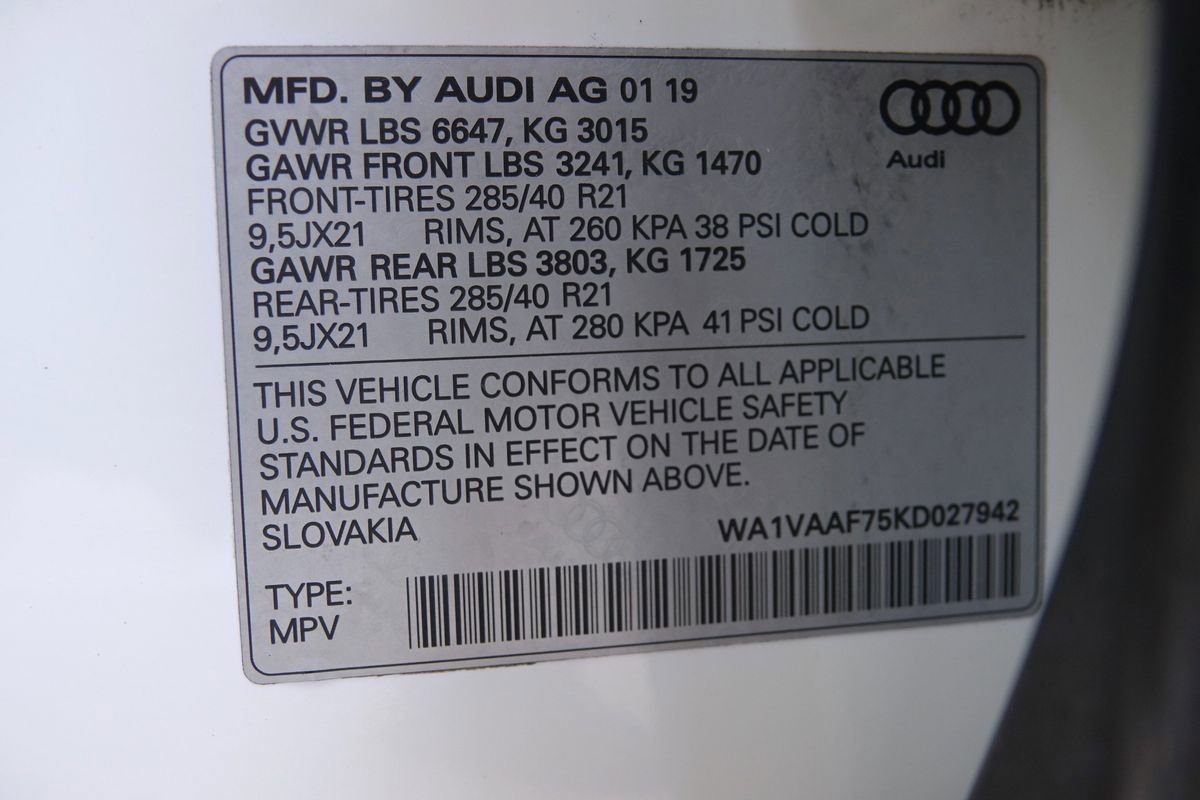 MFD. BY AUDI AG 01 19
GVWR LBS 6647, KG 3015
GAWR FRONT LBS 3241, KG 1470
FRONT-TIRES 285/40 R21
9,5JX21 RIMS, AT 260 KPA 38 PSI COLD
GAWR REAR LBS 3803, KG 1725
REAR-TIRES 285/40 R21
9,5JX21 RIMS, AT 280 KPA 41 PSI COLD
Audi
THIS VEHICLE CONFORMS TO ALL APPLICABLE
U.S. FEDERAL MOTOR VEHICLE SAFETY
STANDARDS IN EFFECT ON THE DATE OF
MANUFACTURE SHOWN ABOVE.
SLOVAKIA
WA1VAAF75KD027942
TYPE:
MPV